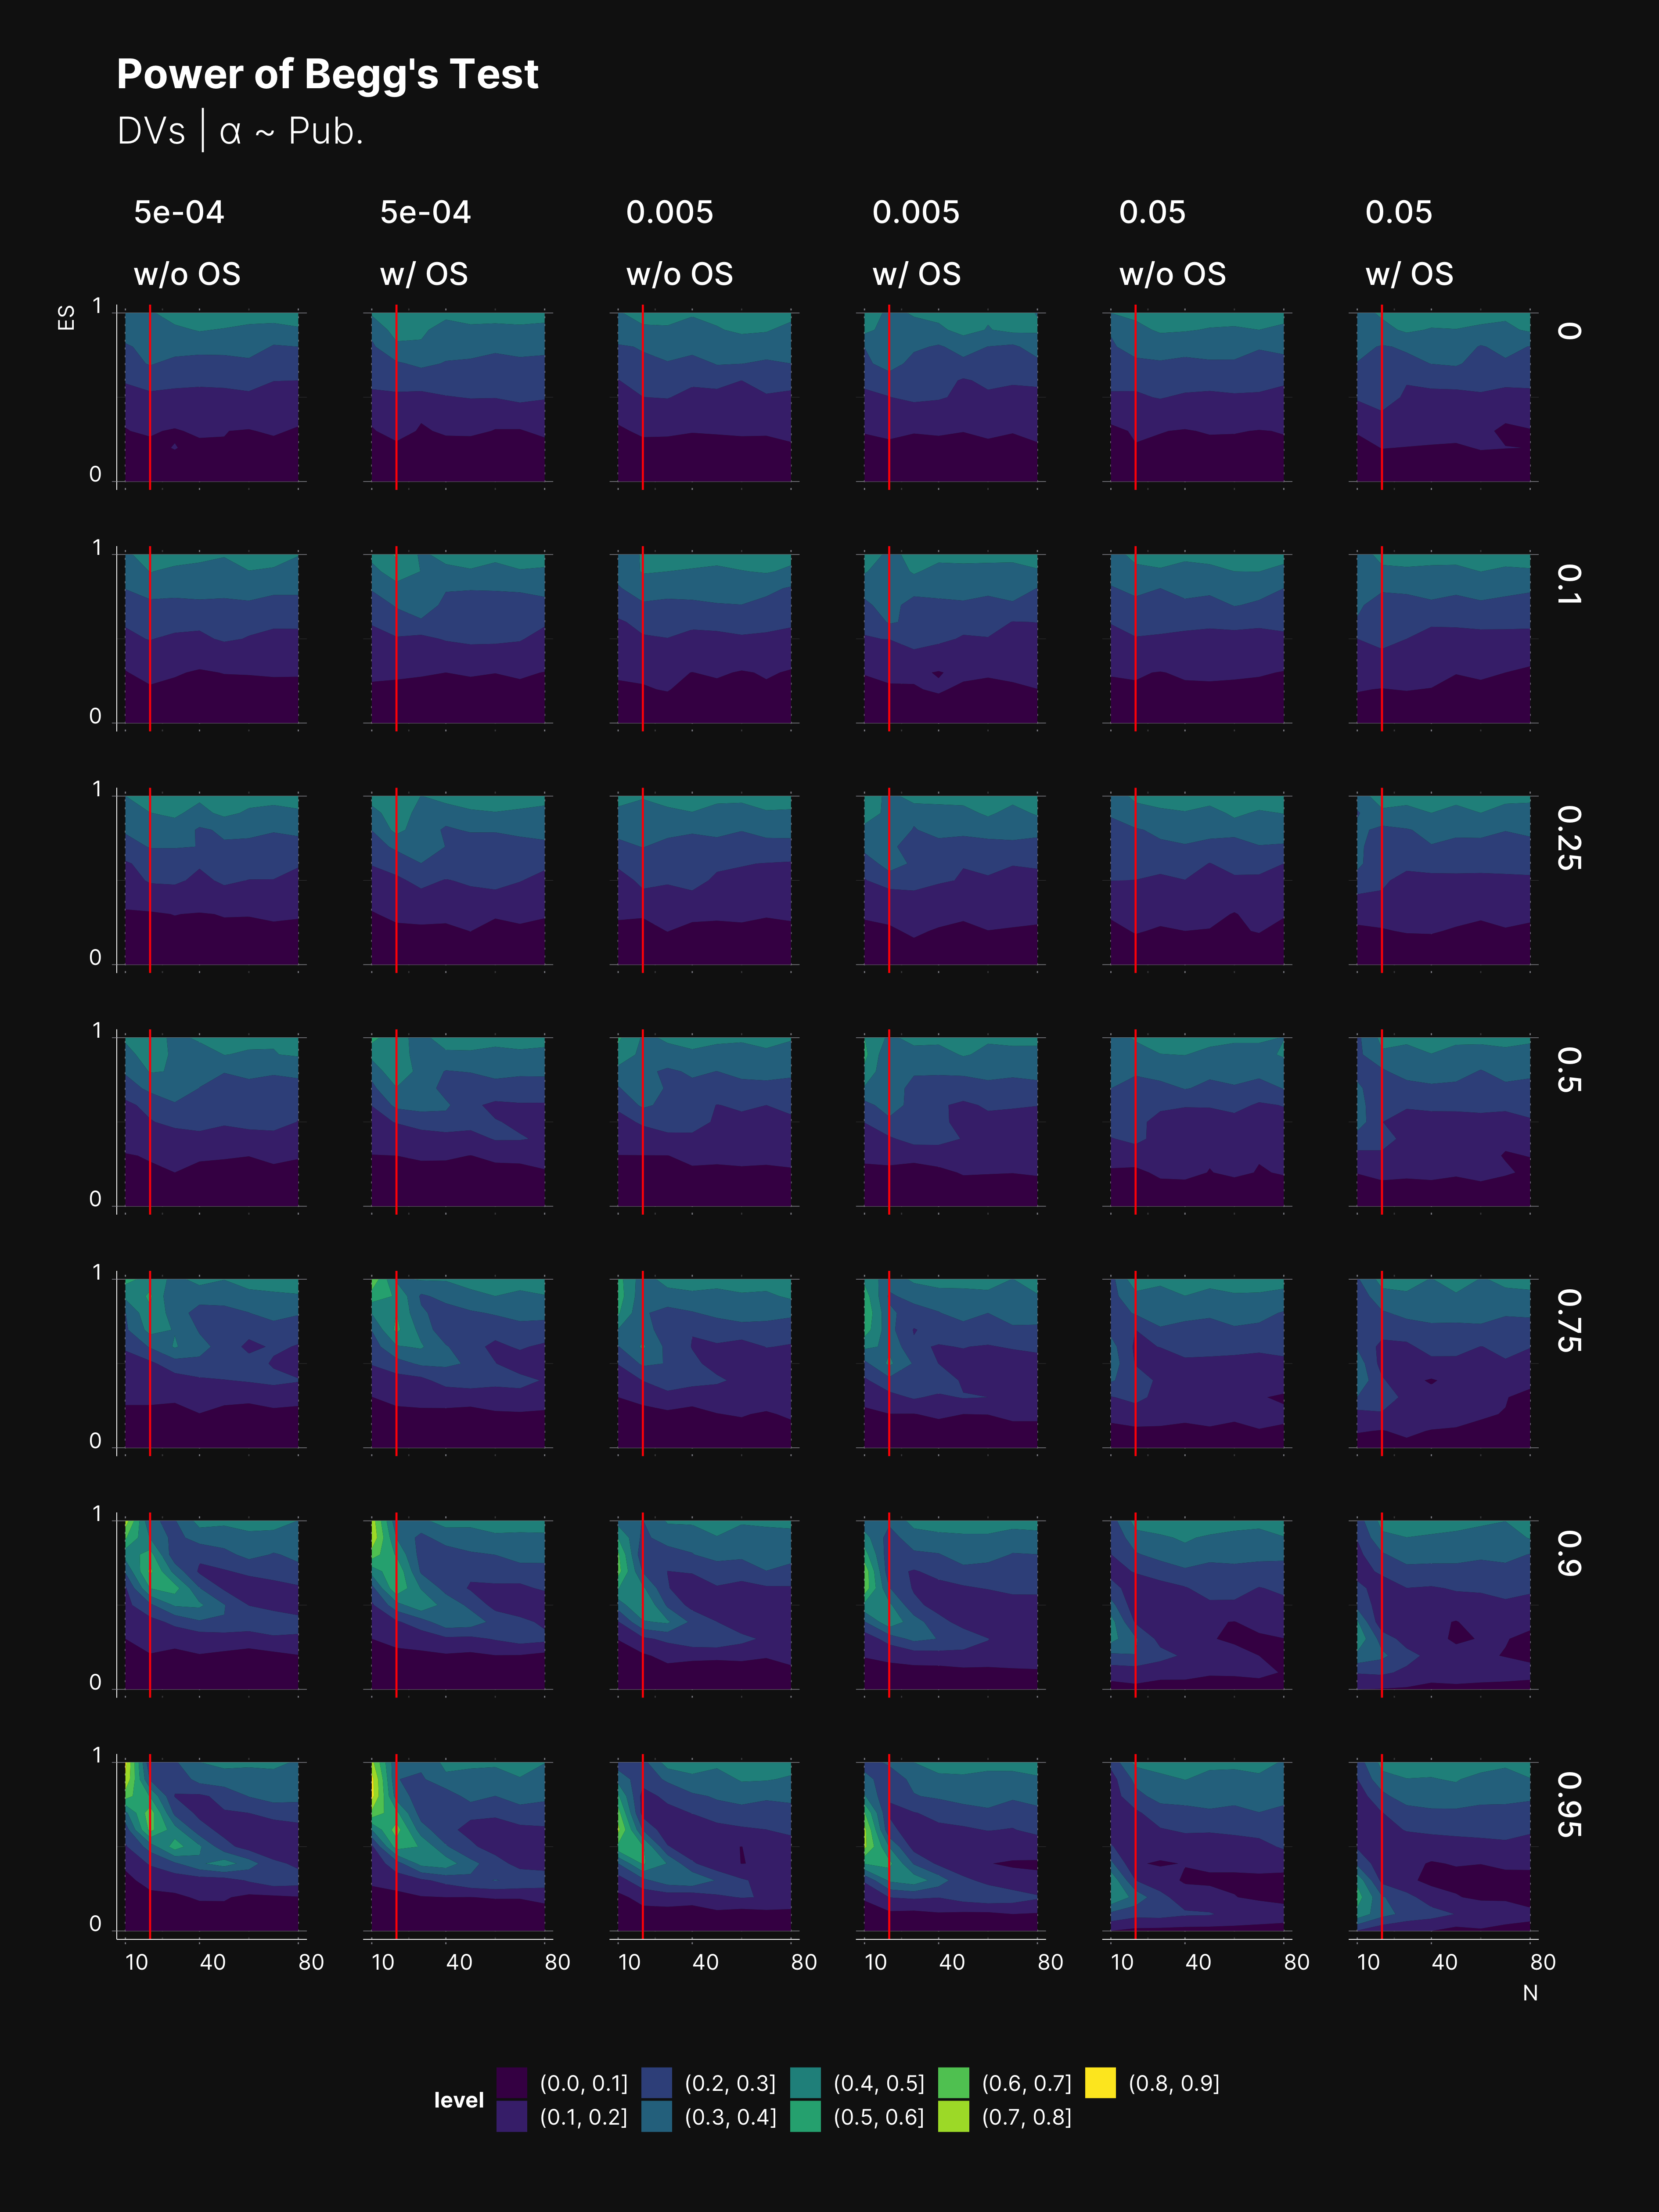 Power of Begg's Test
DVs | α ~ Pub.
5e-04 5e-04 0.005 0.005 0.05 0.05
w/o OS w/ OS w/o OS w/ OS w/o OS w/ OS
ES
1
0
0
1
0
0.1
1
0
0.25
1
0
0.5
1
0
0.75
1
0
0.9
1
0
0.95
10 40 80 10 40 80 10 40 80 10 40 80 10 40 80 10 40 80
N
level
(0.0, 0.1] (0.2, 0.3] (0.4, 0.5] (0.6, 0.7] (0.8, 0.9]
(0.1, 0.2] (0.3, 0.4] (0.5, 0.6] (0.7, 0.8]